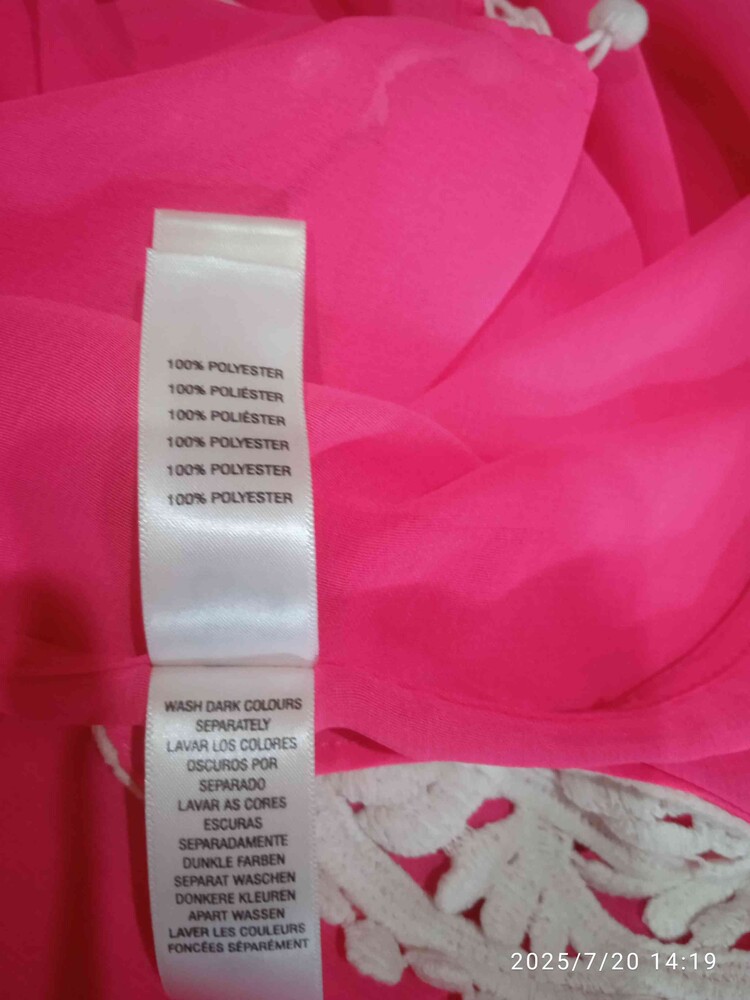 100% POLYESTER
100% POLIÉSTER
100% POLIÉSTER
100% POLYESTER
100% POLYESTER
100% POLYESTER
WASH DARK COLOURS
SEPARATELY
LAVAR LOS COLORES
OSCUROS POR
SEPARADO
LAVAR AS CORES
ESCURAS
SEPARADAMENTE
DUNKLE FARBEN
SEPARAT WASCHEN
DONKERE KLEUREN
APART WASSEN
LAVER LES COULEURS
FONCÉES SÉPARÉMENT
2025/7/20 14:19